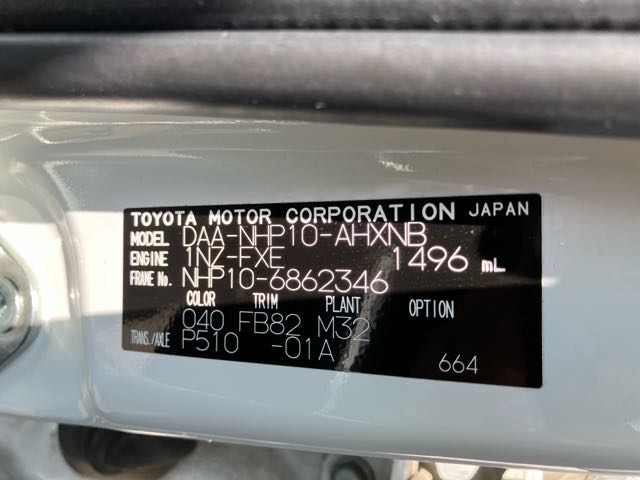 TOYOTA MOTOR CORPORATION JAPAN
MODEL DAA-NHP10-AHXNB
ENGINE 1NZ-FXE 1496 mL
FRAME No. NHP10-6862346
COLOR TRIM PLANT OPTION
040 FB82 M32
TRANS./AXLE P510 -01A
664